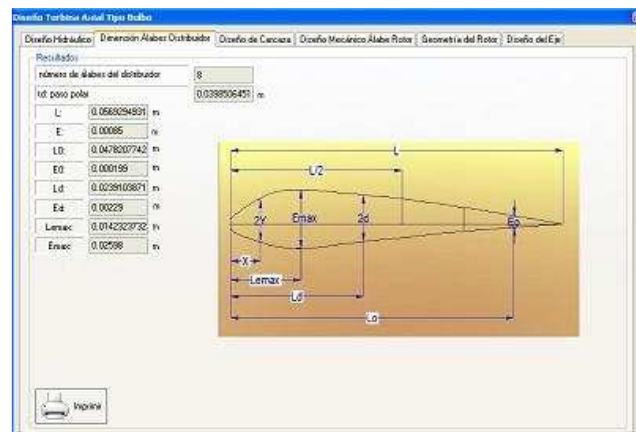 Diseño Turbina Axial Tipo Bulbo
Diseño Hidráulico | Dimensión Álabes Distribuidor | Diseño de Carcaza | Diseño Mecánico Álabe Rotor | Geometría del Rotor | Diseño del Eje
Resultados
número de álabes del distribuidor 8
td: paso polar 0.0398506451 m
L: 0.0569294931 m
E: 0.00085 m
L0: 0.0478207742 m
E0: 0.000199 m
Ld: 0.0239103871 m
Ed: 0.00229 m
Lemax: 0.0142323732 m
Emax: 0.02598 m
L
L/2
2Y
Emax
2d
Eo
X
Lemax
Ld
Lo
Imprimir